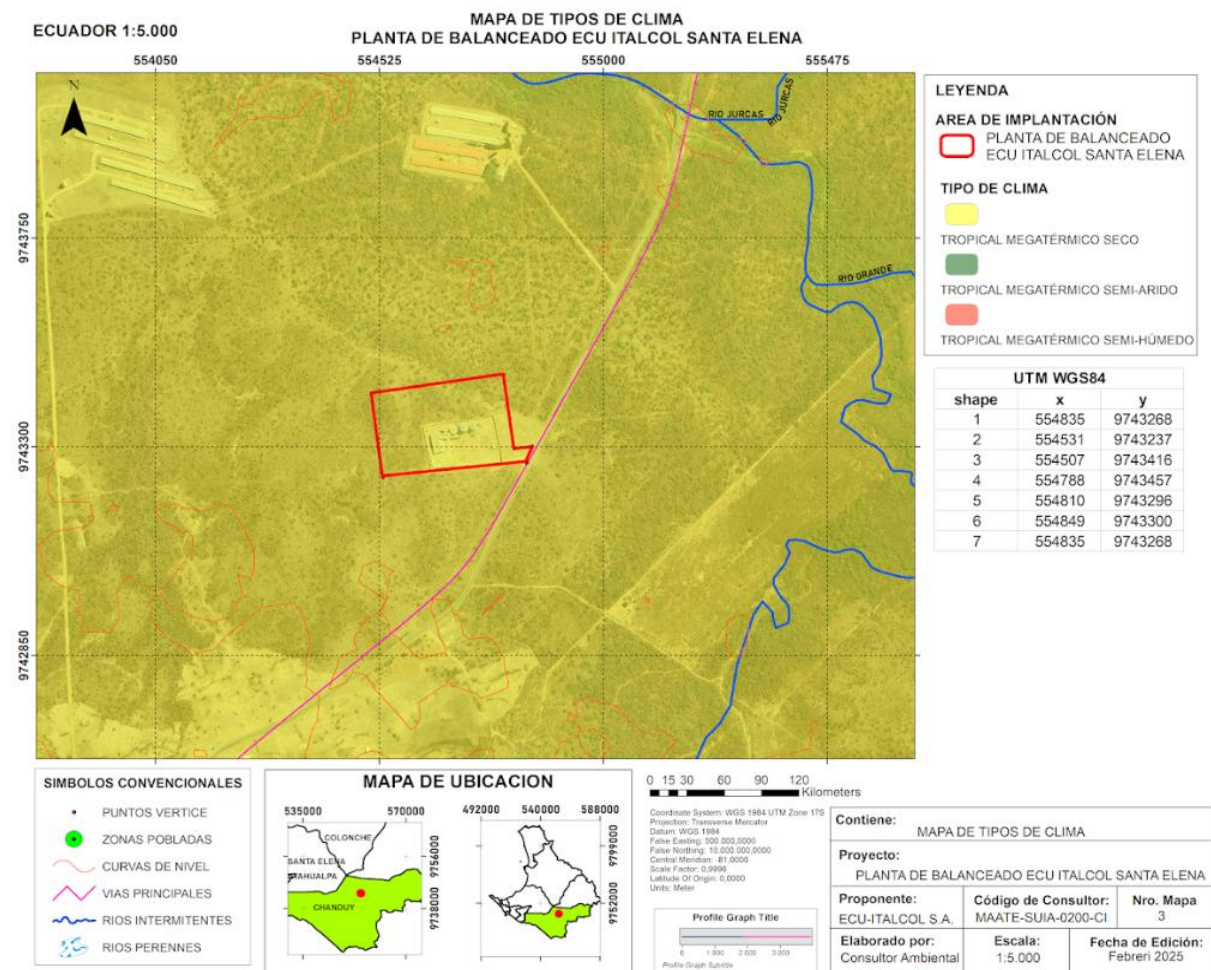 ECUADOR 1:5.000
MAPA DE TIPOS DE CLIMA
PLANTA DE BALANCEADO ECU ITALCOL SANTA ELENA
554050
554525
555000
555475
9743750
9743300
9742850
N
RIO JURCAS
RIO JURCAS
RIO GRANDE
LEYENDA
AREA DE IMPLANTACIÓN
PLANTA DE BALANCEADO
ECU ITALCOL SANTA ELENA
TIPO DE CLIMA
TROPICAL MEGATÉRMICO SECO
TROPICAL MEGATÉRMICO SEMI-ARIDO
TROPICAL MEGATÉRMICO SEMI-HÚMEDO
UTM WGS84
shape x y
1 554835 9743268
2 554531 9743237
3 554507 9743416
4 554788 9743457
5 554810 9743296
6 554849 9743300
7 554835 9743268
SIMBOLOS CONVENCIONALES
PUNTOS VERTICE
ZONAS POBLADAS
CURVAS DE NIVEL
VIAS PRINCIPALES
RIOS INTERMITENTES
RIOS PERENNES
MAPA DE UBICACION
535000 570000
COLONCHE
SANTA ELENA
ATAHUALPA
CHANDUY
9756000
9738000
492000 540000 588000
9799000
9752000
0 15 30 60 90 120
Kilometers
Coordinate System: WGS 1984 UTM Zone 17S
Projection: Transverse Mercator
Datum: WGS 1984
False Easting: 500.000,0000
False Northing: 10.000.000,0000
Central Meridian: -81,0000
Scale Factor: 0,9996
Latitude Of Origin: 0,0000
Units: Meter
Profile Graph Title
0 1.000 2.000 3.000
Profile Graph Subtitle
Contiene:
MAPA DE TIPOS DE CLIMA
Proyecto:
PLANTA DE BALANCEADO ECU ITALCOL SANTA ELENA
Proponente:
ECU-ITALCOL S.A.
Código de Consultor:
MAATE-SUIA-0200-CI
Nro. Mapa
3
Elaborado por:
Consultor Ambiental
Escala:
1:5.000
Fecha de Edición:
Febreri 2025